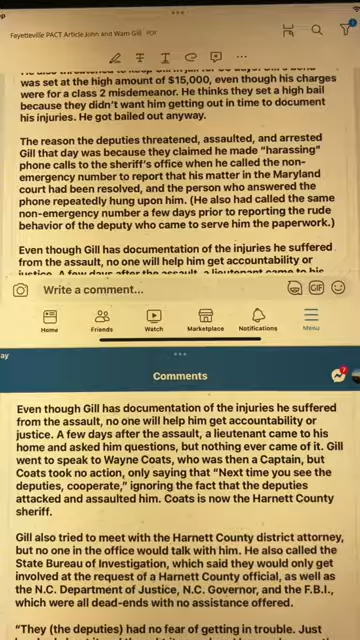 Fayetteville PACT Article John and Wam Gill PDF
was set at the high amount of $15,000, even though his charges
were for a class 2 misdemeanor. He thinks they set a high bail
because they didn't want him getting out in time to document
his injuries. He got bailed out anyway.
The reason the deputies threatened, assaulted, and arrested
Gill that day was because they claimed he made "harassing"
phone calls to the sheriff's office when he called the non-
emergency number to report that his matter in the Maryland
court had been resolved, and the person who answered the
phone repeatedly hung upon him. (He also had called the same
non-emergency number a few days prior to reporting the rude
behavior of the deputy who came to serve him the paperwork.)
Even though Gill has documentation of the injuries he suffered
from the assault, no one will help him get accountability or
justice. A few days after the assault, a lieutenant came to his
Write a comment...
GIF
Home
Friends
Watch
Marketplace
Notifications
Menu
ay
Comments
7
Even though Gill has documentation of the injuries he suffered
from the assault, no one will help him get accountability or
justice. A few days after the assault, a lieutenant came to his
home and asked him questions, but nothing ever came of it. Gill
went to speak to Wayne Coats, who was then a Captain, but
Coats took no action, only saying that "Next time you see the
deputies, cooperate," ignoring the fact that the deputies
attacked and assaulted him. Coats is now the Harnett County
sheriff.
Gill also tried to meet with the Harnett County district attorney,
but no one in the office would talk with him. He also called the
State Bureau of Investigation, which said they would only get
involved at the request of a Harnett County official, as well as
the N.C. Department of Justice, N.C. Governor, and the F.B.I.,
which were all dead-ends with no assistance offered.
"They (the deputies) had no fear of getting in trouble. Just